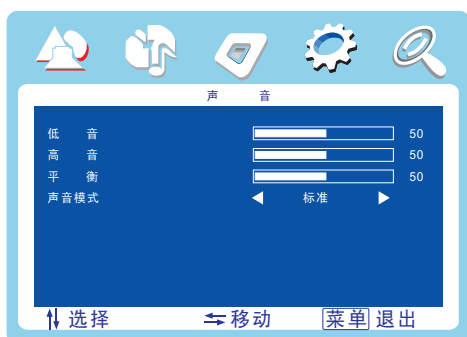 声 音
低 音 50
高 音 50
平 衡 50
声音模式 标准
选择 移动 菜单 退出